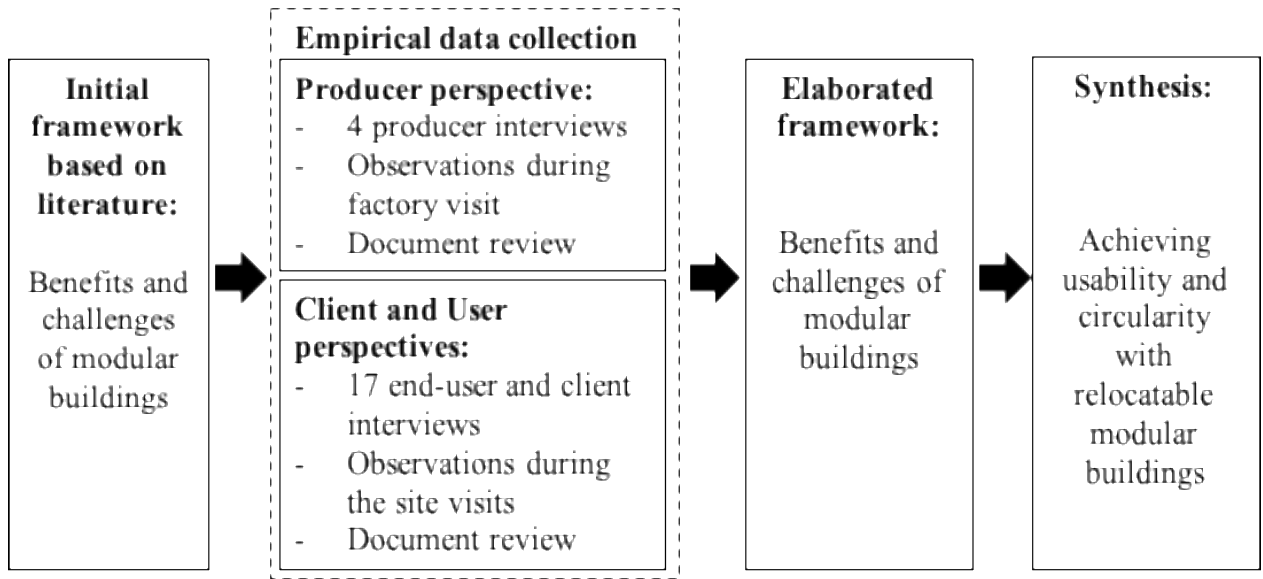 Initial
framework
based on
literature:
Benefits and
challenges
of modular
buildings
Empirical data collection
Producer perspective:
- 4 producer interviews
- Observations during
factory visit
- Document review
Client and User
perspectives:
- 17 end-user and client
interviews
- Observations during
the site visits
- Document review
Elaborated
framework:
Benefits and
challenges of
modular
buildings
Synthesis:
Achieving
usability and
circularity
with
relocatable
modular
buildings